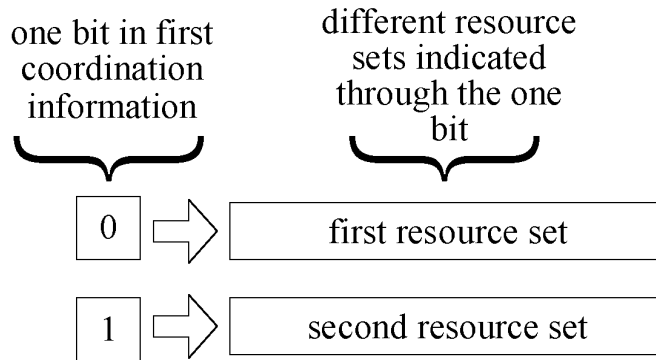 one bit in first
coordination
information
different resource
sets indicated
through the one
bit
0
first resource set
1
second resource set